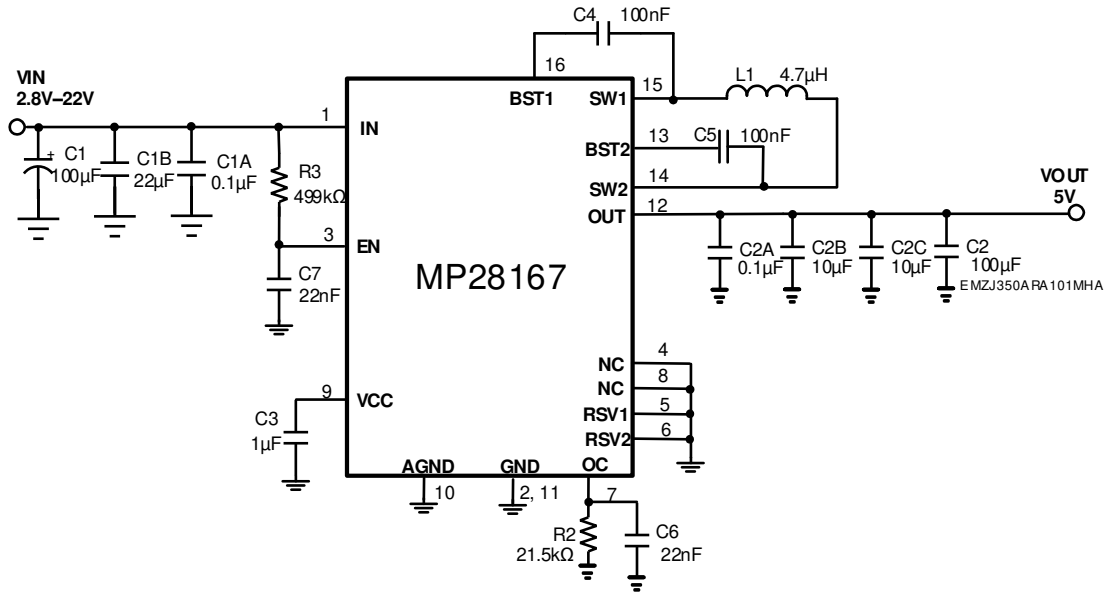 C4 100nF
16
BST1
VIN
2.8V–22V
1
IN
C1
100µF
+
C1B
22µF
C1A
0.1µF
R3
499kΩ
3
EN
C7
22nF
15
SW1
L1 4.7µH
13
BST2
C5 100nF
14
SW2
12
OUT
VOUT
5V
C2A
0.1µF
C2B
10µF
C2C
10µF
C2
100µF
EMZJ350ARA101MHA
MP28167
4
NC
8
NC
5
RSV1
6
RSV2
9
VCC
C3
1µF
AGND
10
GND
2, 11
OC
7
R2
21.5kΩ
C6
22nF